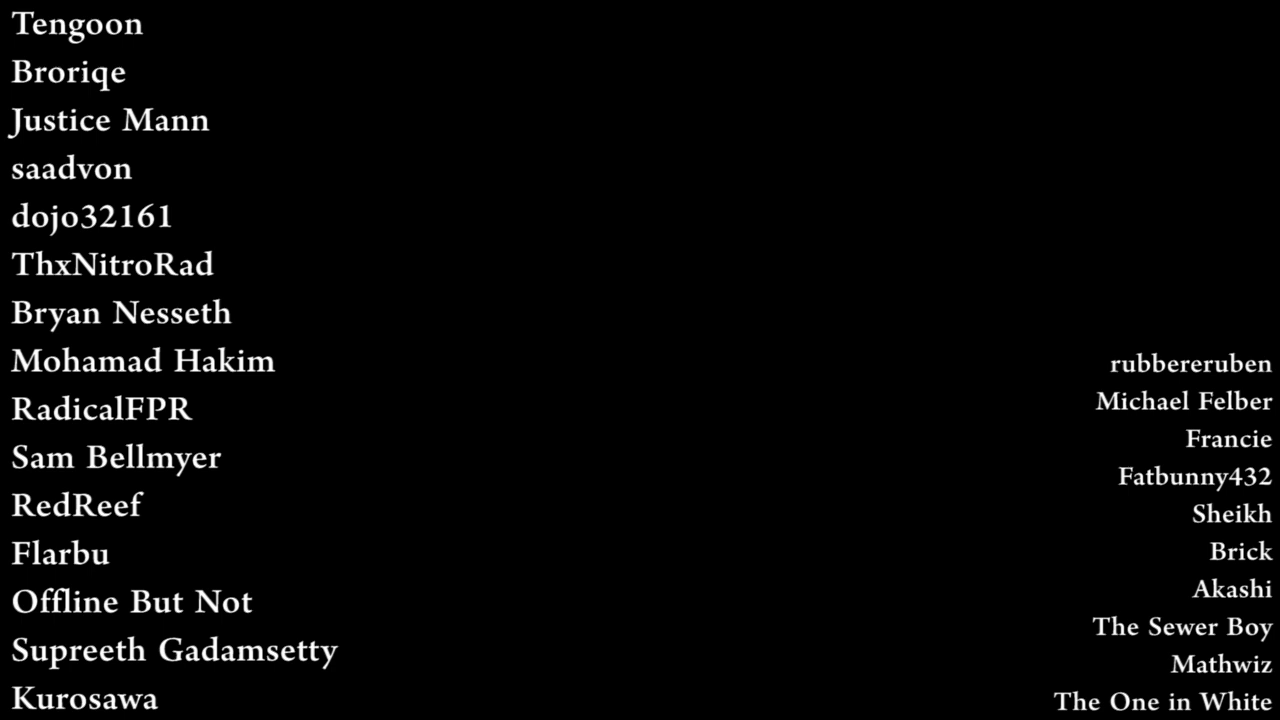 Tengoon
Broriqe
Justice Mann
saadvon
dojo32161
ThxNitroRad
Bryan Nesseth
Mohamad Hakim
RadicalFPR
Sam Bellmyer
RedReef
Flarbu
Offline But Not
Supreeth Gadamsetty
Kurosawa
rubbereruben
Michael Felber
Francie
Fatbunny432
Sheikh
Brick
Akashi
The Sewer Boy
Mathwiz
The One in White